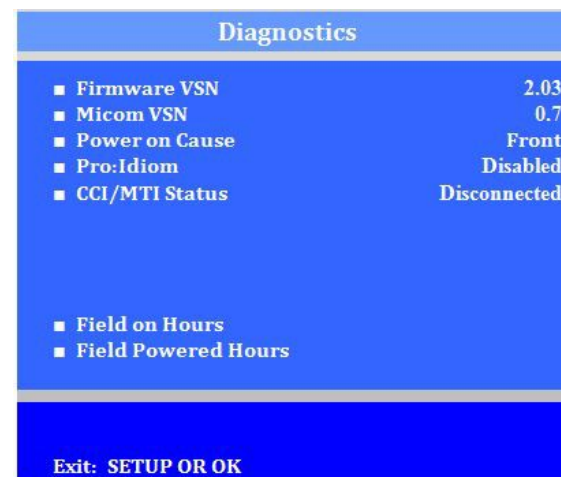 Diagnostics
Firmware VSN 2.03
Micom VSN 0.7
Power on Cause Front
Pro:Idiom Disabled
CCI/MTI Status Disconnected
Field on Hours
Field Powered Hours
Exit: SETUP OR OK